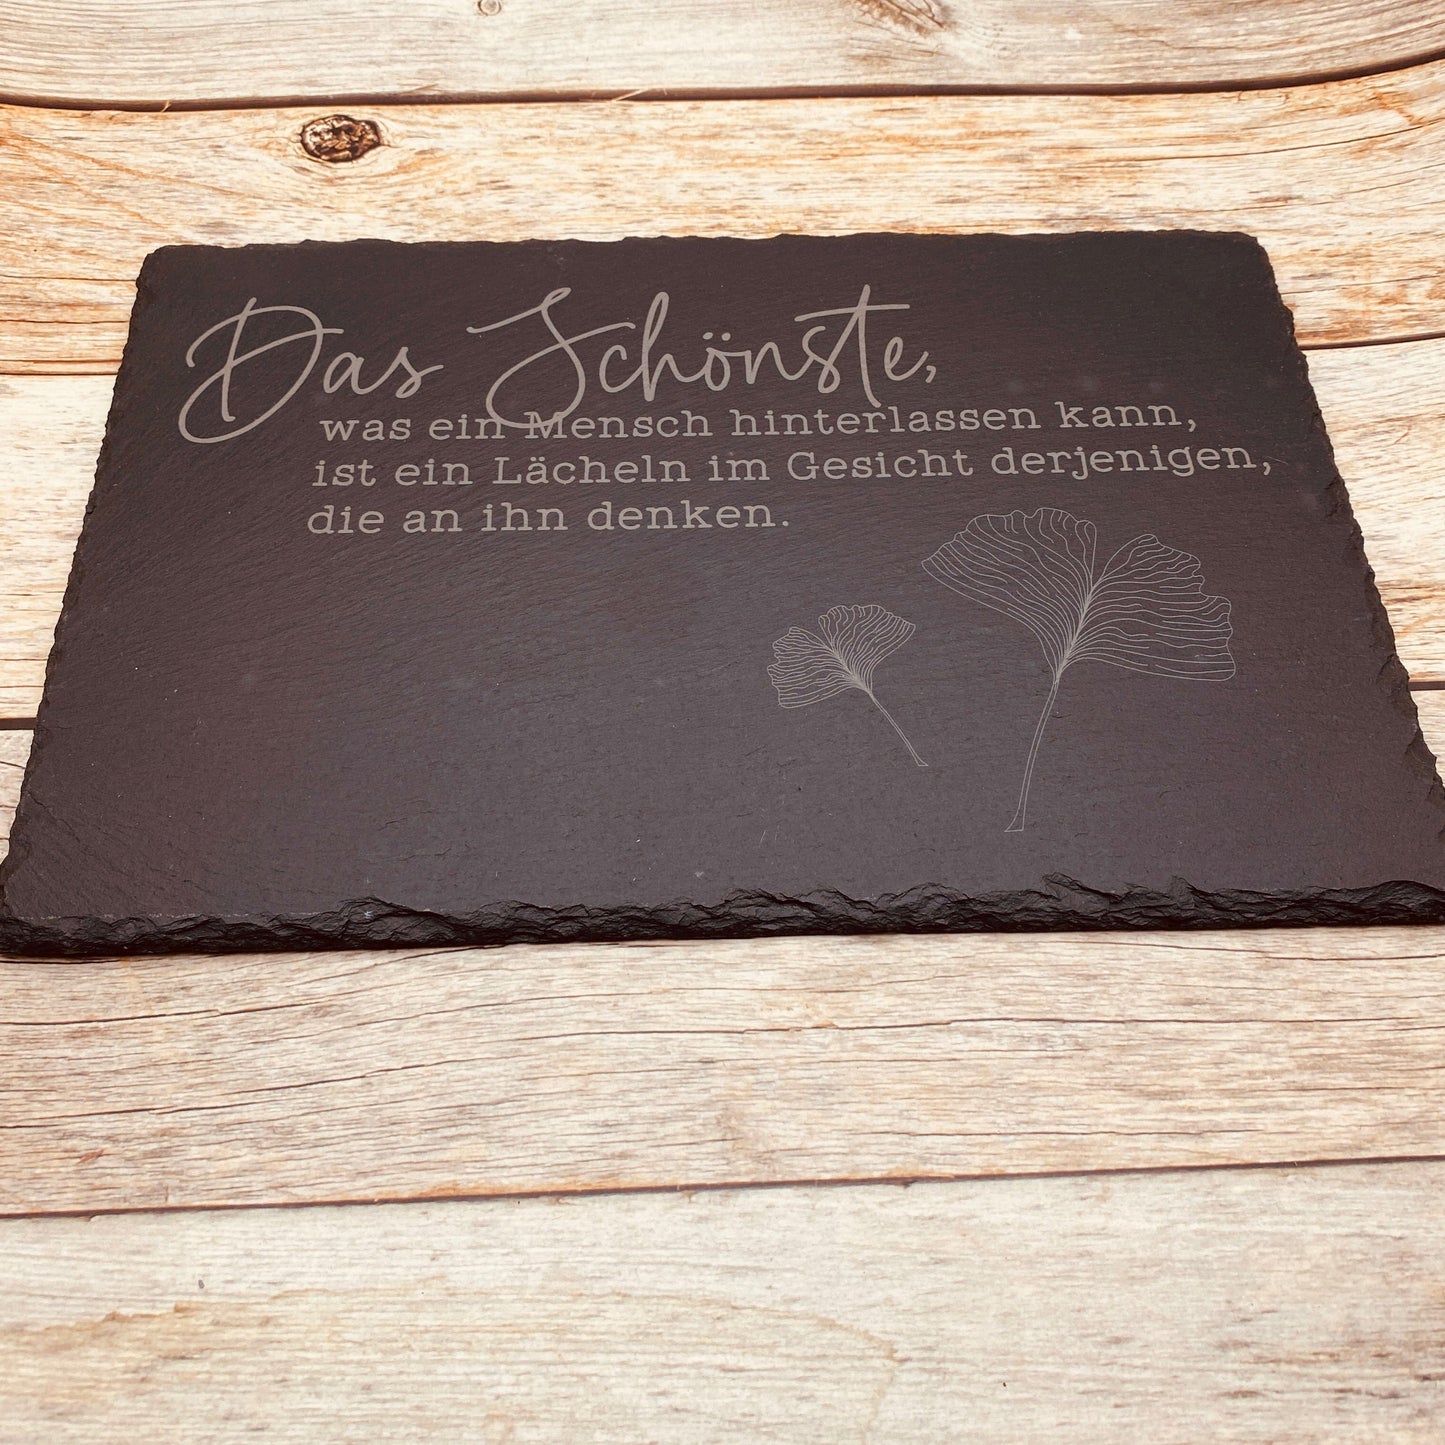 Das Schönste,
was ein Mensch hinterlassen kann,
ist ein Lächeln im Gesicht derjenigen,
die an ihn denken.